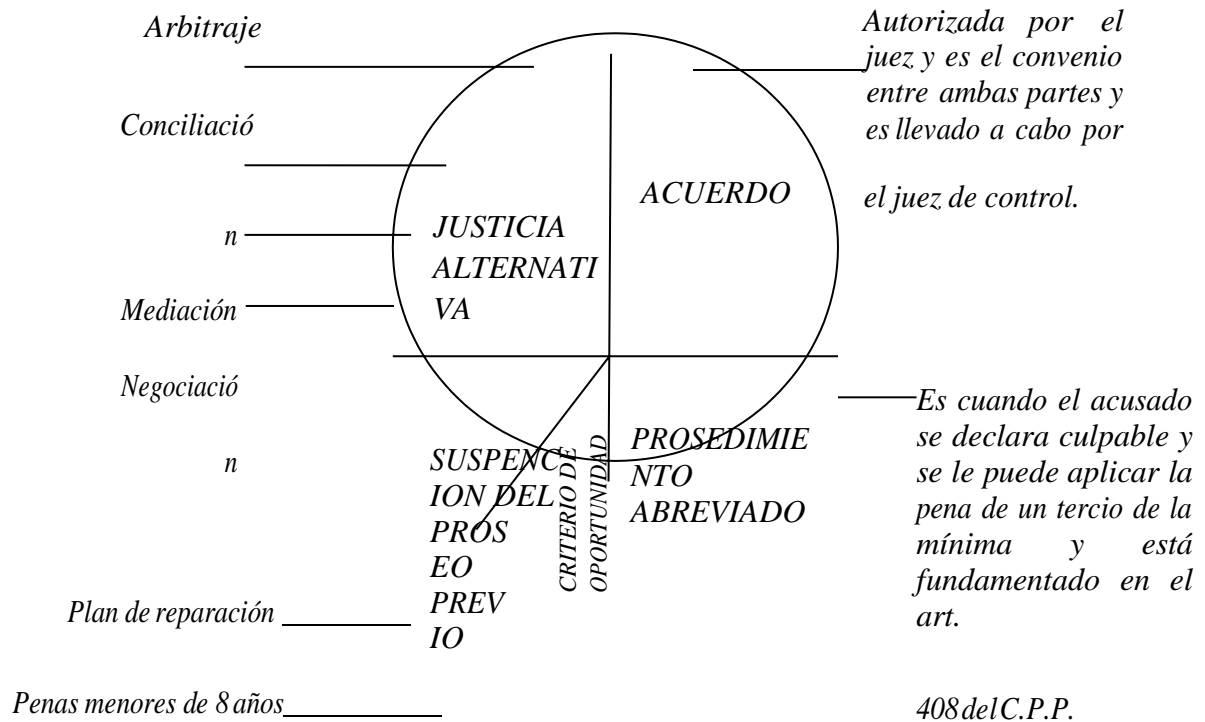 Arbitraje
Conciliació
n
Mediación
Negociació
n
Plan de reparación
Penas menores de 8 años
JUSTICIA
ALTERNATI
VA
ACUERDO
SUSPENC
ION DEL
PROS
EO
PREV
IO
CRITERIO DE
OPORTUNIDAD
PROSEDIMIE
NTO
ABREVIADO
Autorizada por el
juez y es el convenio
entre ambas partes y
es llevado a cabo por
el juez de control.
Es cuando el acusado
se declara culpable y
se le puede aplicar la
pena de un tercio de la
mínima y está
fundamentado en el
art.
408 del C.P.P.